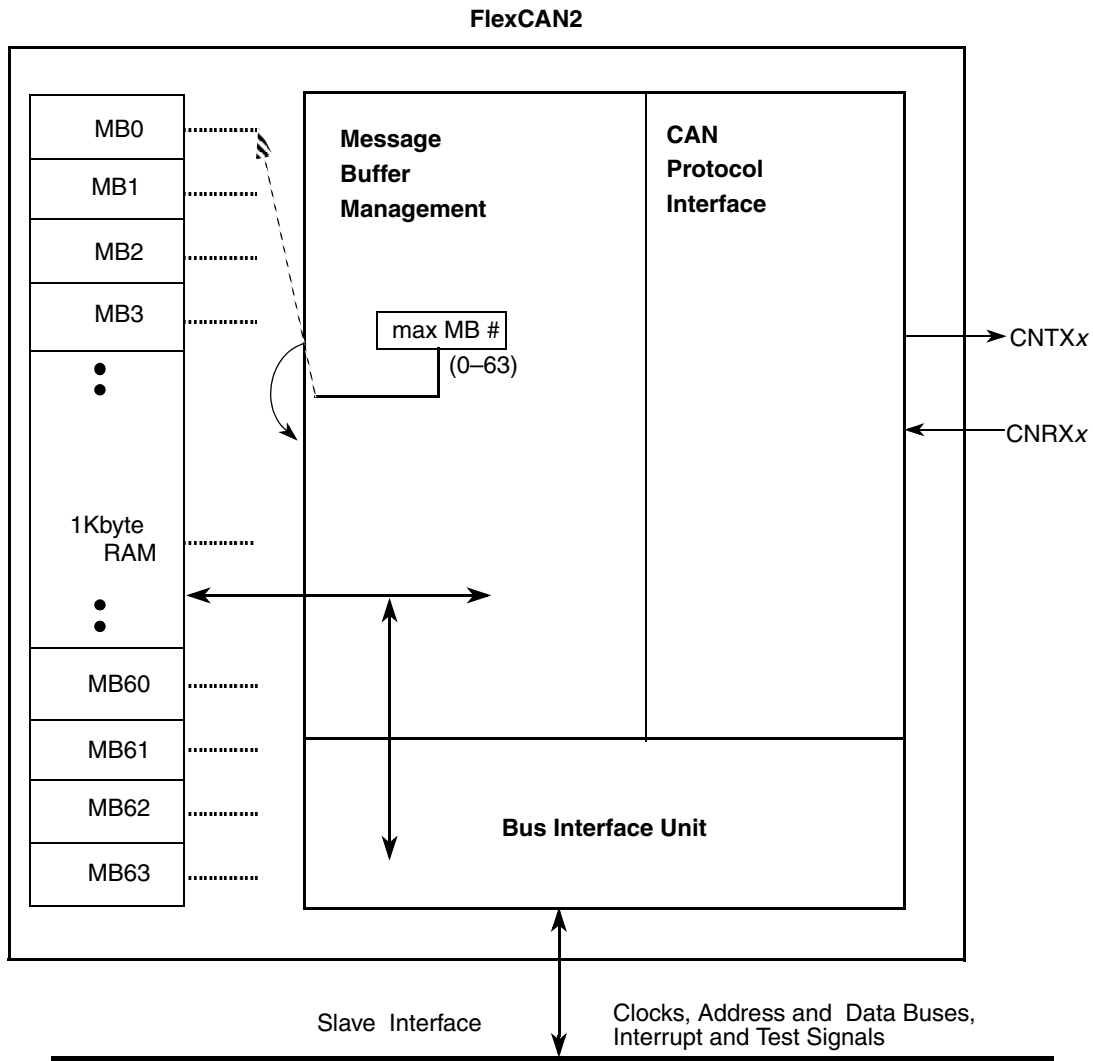 FlexCAN2
MB0
MB1
MB2
MB3
1Kbyte
RAM
MB60
MB61
MB62
MB63
Message
Buffer
Management
max MB #
(0–63)
CAN
Protocol
Interface
CNTXx
CNRXx
Bus Interface Unit
Slave Interface
Clocks, Address and Data Buses,
Interrupt and Test Signals